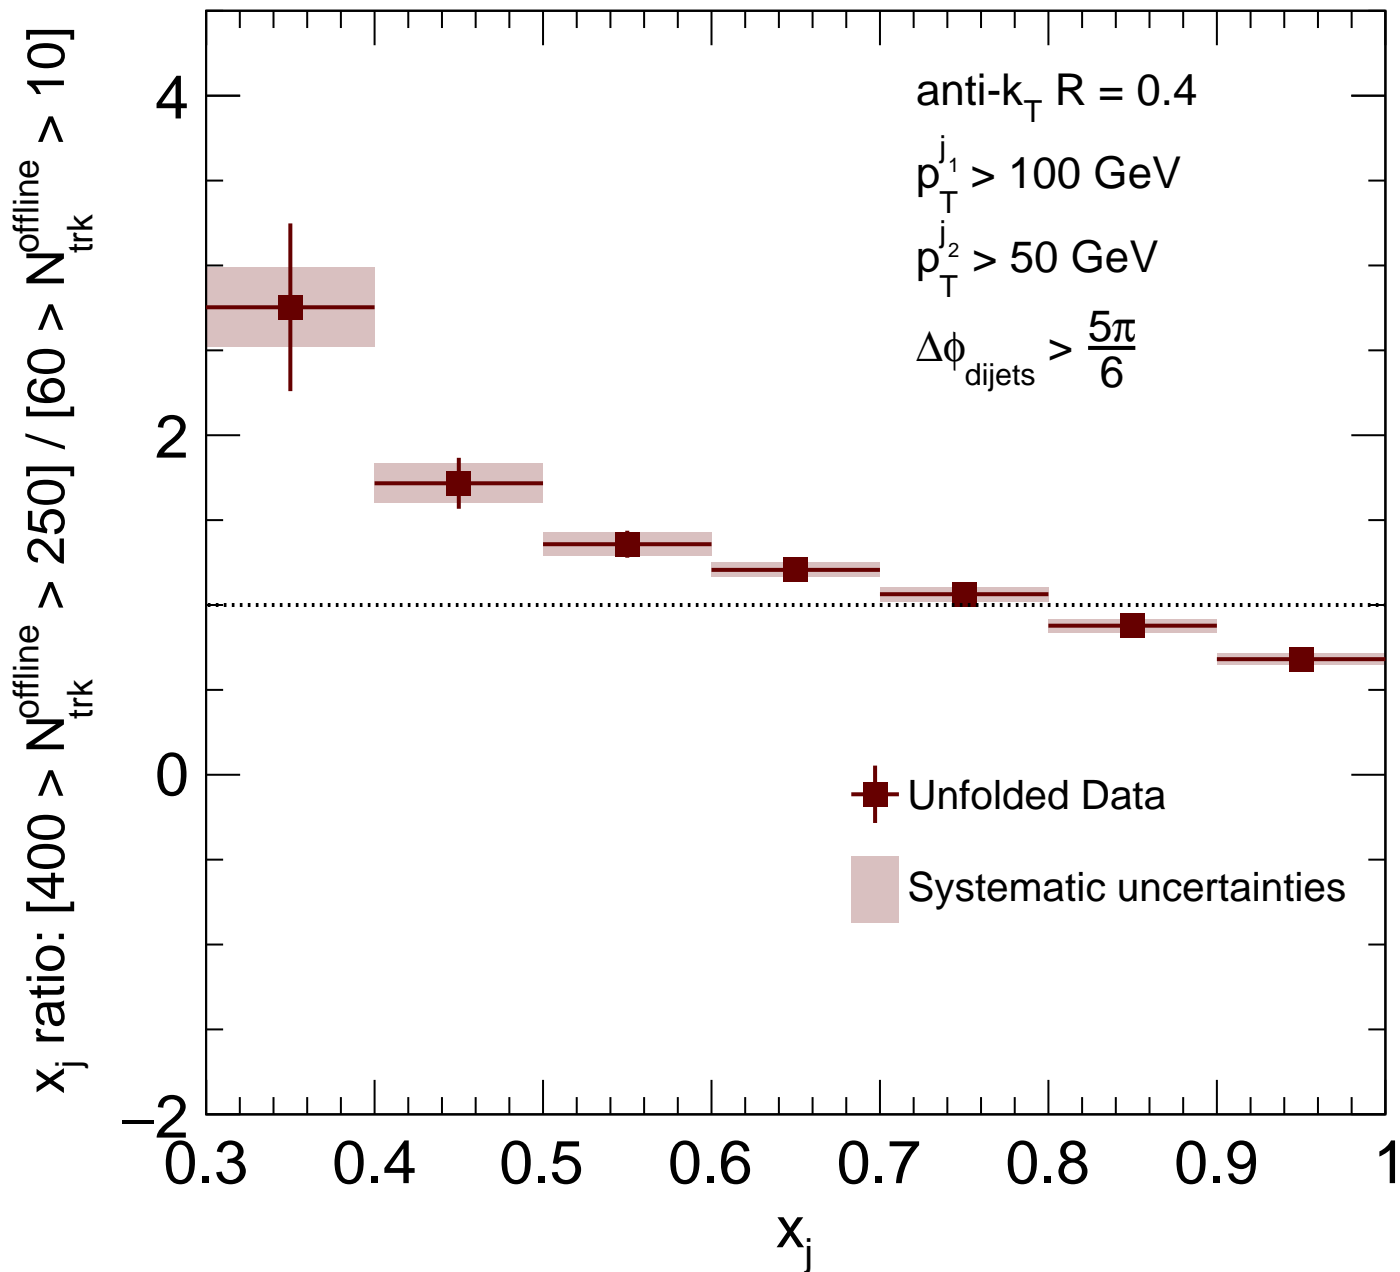 x_j ratio: [400 > N_trk^offline > 250] / [60 > N_trk^offline > 10]
4
2
0
−2
anti-k_T R = 0.4
p_T^j_1 > 100 GeV
p_T^j_2 > 50 GeV
Δϕ_dijets > 5π/6
Unfolded Data
Systematic uncertainties
0.3 0.4 0.5 0.6 0.7 0.8 0.9 1
x_j